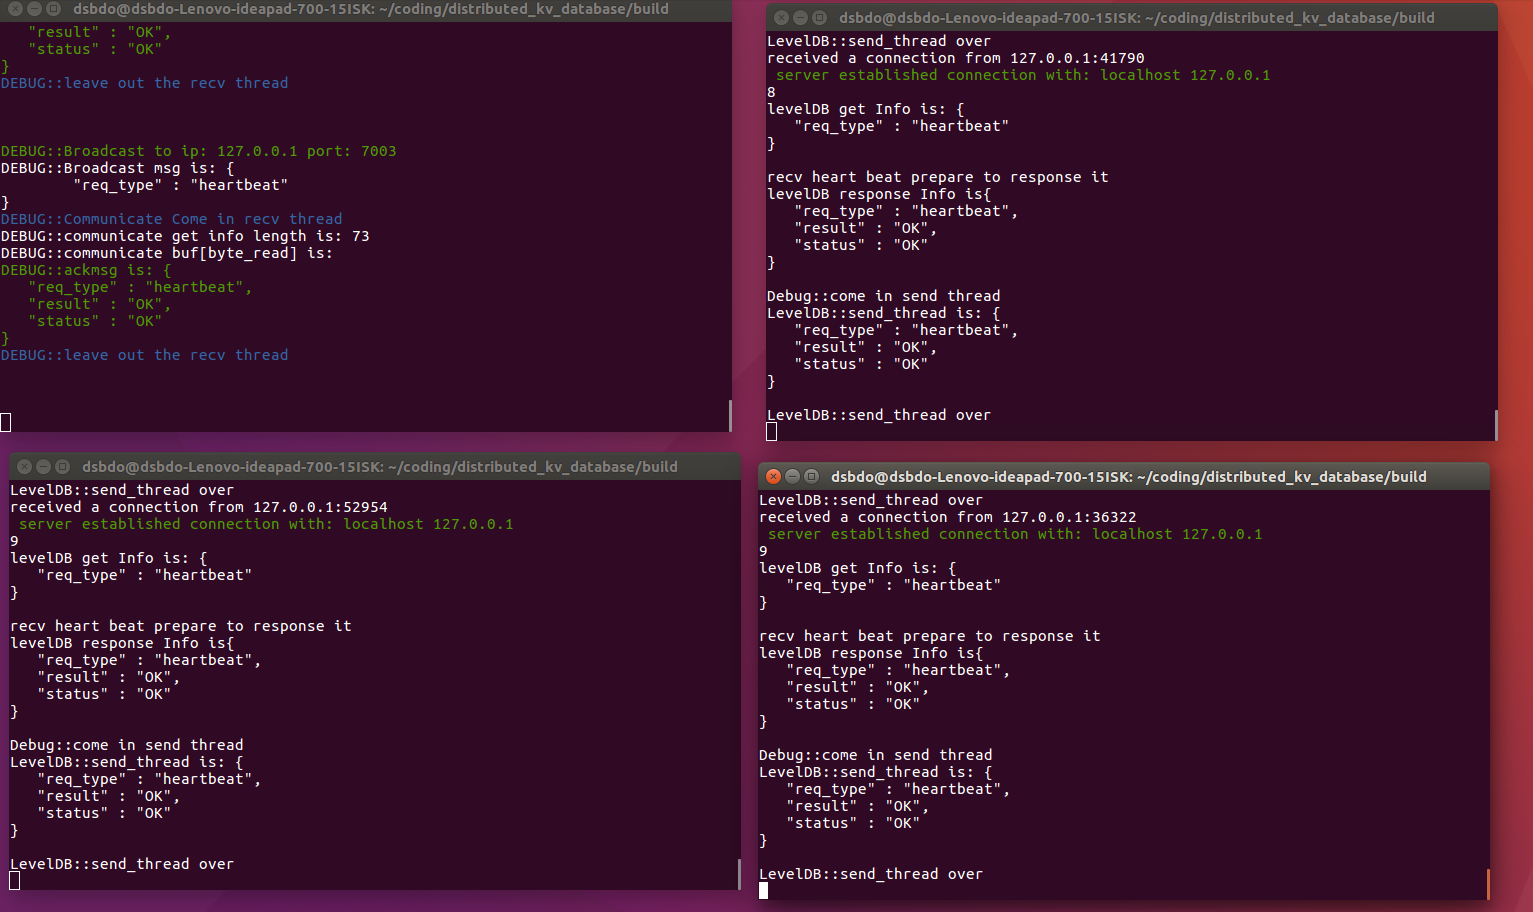 dsbdo@dsbdo-Lenovo-ideapad-700-15ISK: ~/coding/distributed_kv_database/build
"result" : "OK",
"status" : "OK"
}
DEBUG::leave out the recv thread
DEBUG::Broadcast to ip: 127.0.0.1 port: 7003
DEBUG::Broadcast msg is: {
"req_type" : "heartbeat"
}
DEBUG::Communicate Come in recv thread
DEBUG::communicate get info length is: 73
DEBUG::communicate buf[byte_read] is:
DEBUG::ackmsg is: {
"req_type" : "heartbeat",
"result" : "OK",
"status" : "OK"
}
DEBUG::leave out the recv thread
dsbdo@dsbdo-Lenovo-ideapad-700-15ISK: ~/coding/distributed_kv_database/build
LevelDB::send_thread over
received a connection from 127.0.0.1:41790
server established connection with: localhost 127.0.0.1
8
levelDB get Info is: {
"req_type" : "heartbeat"
}
recv heart beat prepare to response it
levelDB response Info is{
"req_type" : "heartbeat",
"result" : "OK",
"status" : "OK"
}
Debug::come in send thread
LevelDB::send_thread is: {
"req_type" : "heartbeat",
"result" : "OK",
"status" : "OK"
}
LevelDB::send_thread over
dsbdo@dsbdo-Lenovo-ideapad-700-15ISK: ~/coding/distributed_kv_database/build
LevelDB::send_thread over
received a connection from 127.0.0.1:52954
server established connection with: localhost 127.0.0.1
9
levelDB get Info is: {
"req_type" : "heartbeat"
}
recv heart beat prepare to response it
levelDB response Info is{
"req_type" : "heartbeat",
"result" : "OK",
"status" : "OK"
}
Debug::come in send thread
LevelDB::send_thread is: {
"req_type" : "heartbeat",
"result" : "OK",
"status" : "OK"
}
LevelDB::send_thread over
dsbdo@dsbdo-Lenovo-ideapad-700-15ISK: ~/coding/distributed_kv_database/build
LevelDB::send_thread over
received a connection from 127.0.0.1:36322
server established connection with: localhost 127.0.0.1
9
levelDB get Info is: {
"req_type" : "heartbeat"
}
recv heart beat prepare to response it
levelDB response Info is{
"req_type" : "heartbeat",
"result" : "OK",
"status" : "OK"
}
Debug::come in send thread
LevelDB::send_thread is: {
"req_type" : "heartbeat",
"result" : "OK",
"status" : "OK"
}
LevelDB::send_thread over